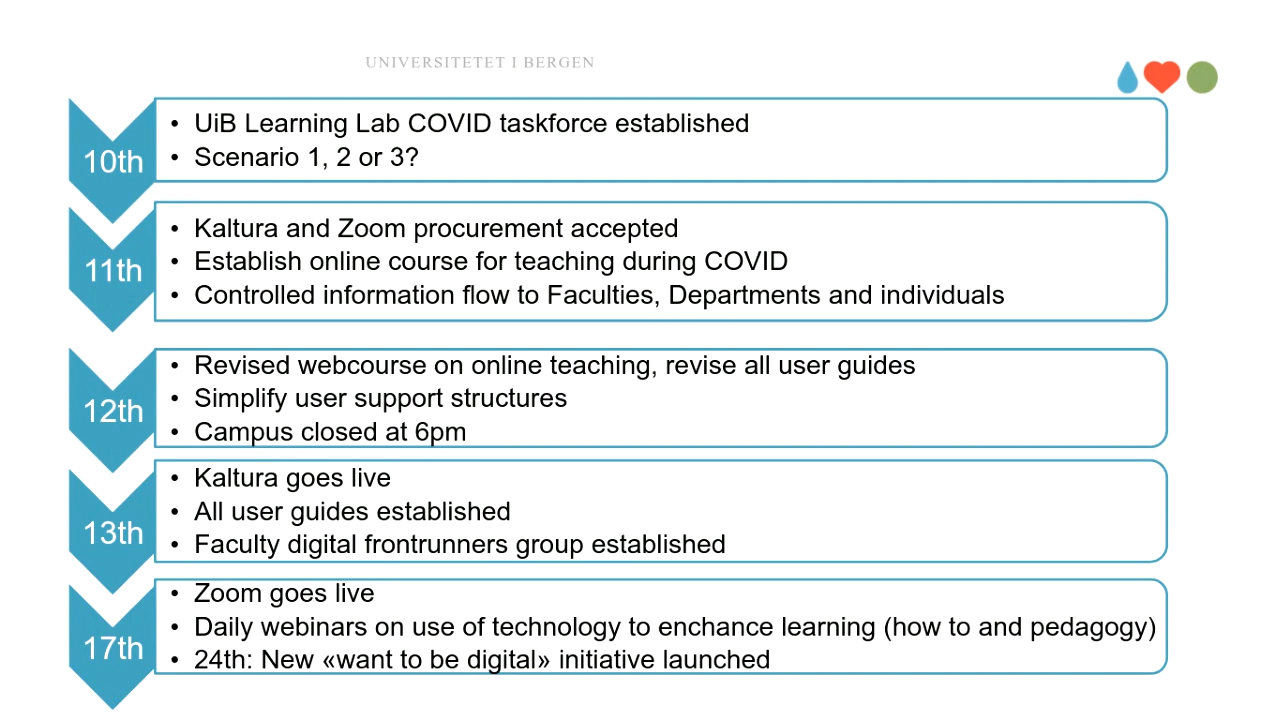 UNIVERSITETET I BERGEN
10th
• UiB Learning Lab COVID taskforce established
• Scenario 1, 2 or 3?
11th
• Kaltura and Zoom procurement accepted
• Establish online course for teaching during COVID
• Controlled information flow to Faculties, Departments and individuals
12th
• Revised webcourse on online teaching, revise all user guides
• Simplify user support structures
• Campus closed at 6pm
13th
• Kaltura goes live
• All user guides established
• Faculty digital frontrunners group established
17th
• Zoom goes live
• Daily webinars on use of technology to enchance learning (how to and pedagogy)
• 24th: New «want to be digital» initiative launched